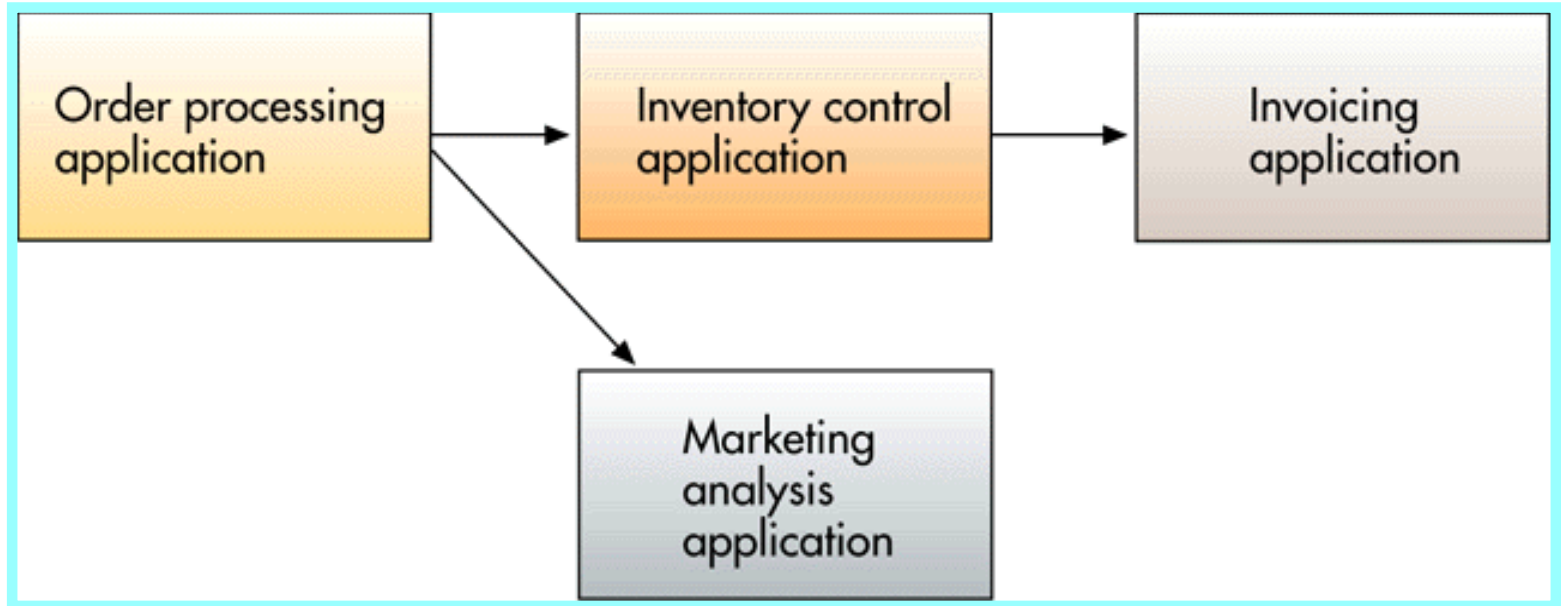 Order processing
application
Inventory control
application
Invoicing
application
Marketing
analysis
application